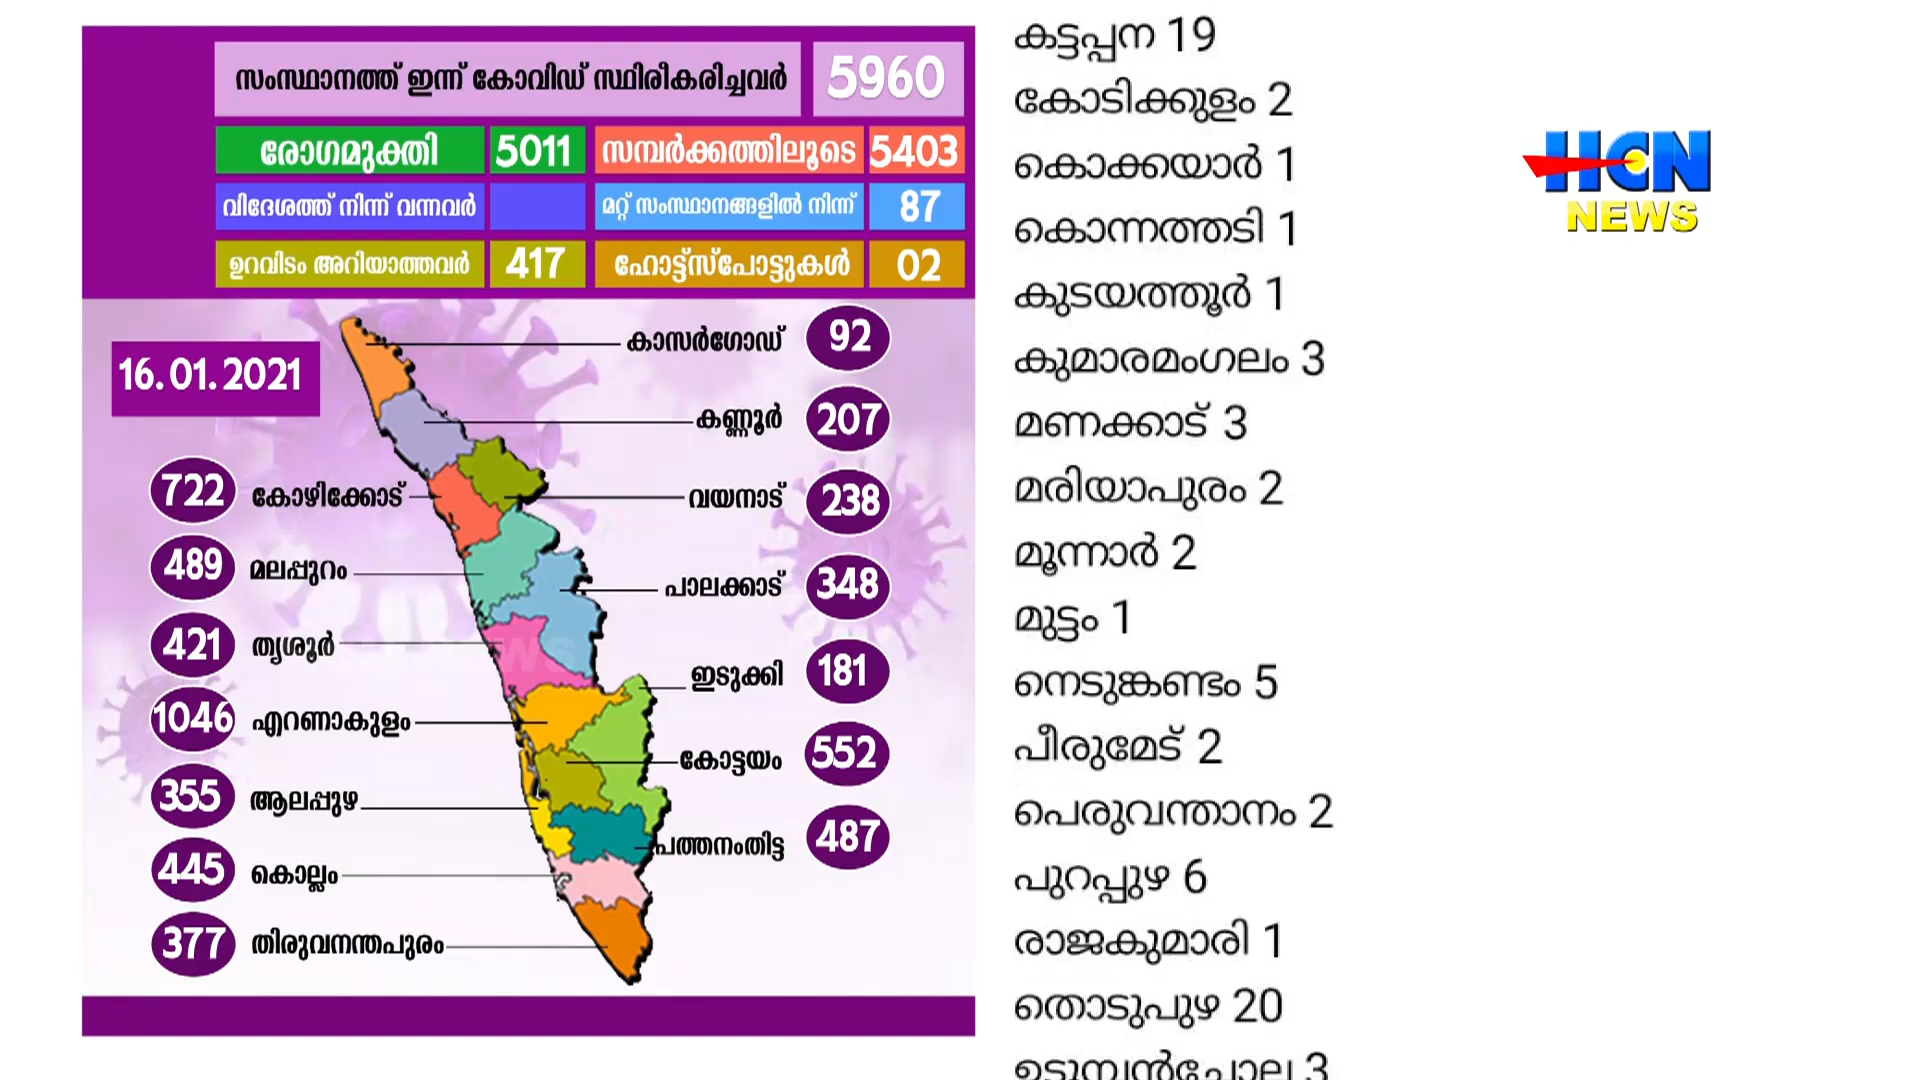 സംസ്ഥാനത്ത് ഇന്ന് കോവിഡ് സ്ഥിരീകരിച്ചവർ 5960
രോഗമുക്തി 5011 സമ്പർക്കത്തിലൂടെ 5403
വിദേശത്ത് നിന്ന് വന്നവർ മറ്റ് സംസ്ഥാനങ്ങളിൽ നിന്ന് 87
ഉറവിടം അറിയാത്തവർ 417 ഹോട്ട്സ്പോട്ടുകൾ 02
16.01.2021
കാസർഗോഡ് 92
കണ്ണൂർ 207
722 കോഴിക്കോട്
വയനാട് 238
489 മലപ്പുറം
പാലക്കാട് 348
421 തൃശൂർ
ഇടുക്കി 181
1046 എറണാകുളം
കോട്ടയം 552
355 ആലപ്പുഴ
പത്തനംതിട്ട 487
445 കൊല്ലം
377 തിരുവനന്തപുരം
കട്ടപ്പന 19
കോടിക്കുളം 2
കൊക്കയാർ 1
കൊന്നത്തടി 1
കുടയത്തൂർ 1
കുമാരമംഗലം 3
മണക്കാട് 3
മരിയാപുരം 2
മൂന്നാർ 2
മുട്ടം 1
നെടുങ്കണ്ടം 5
പീരുമേട് 2
പെരുവന്താനം 2
പുറപ്പുഴ 6
രാജകുമാരി 1
തൊടുപുഴ 20
ഉടുമ്പൻചോല 3
HCN
NEWS